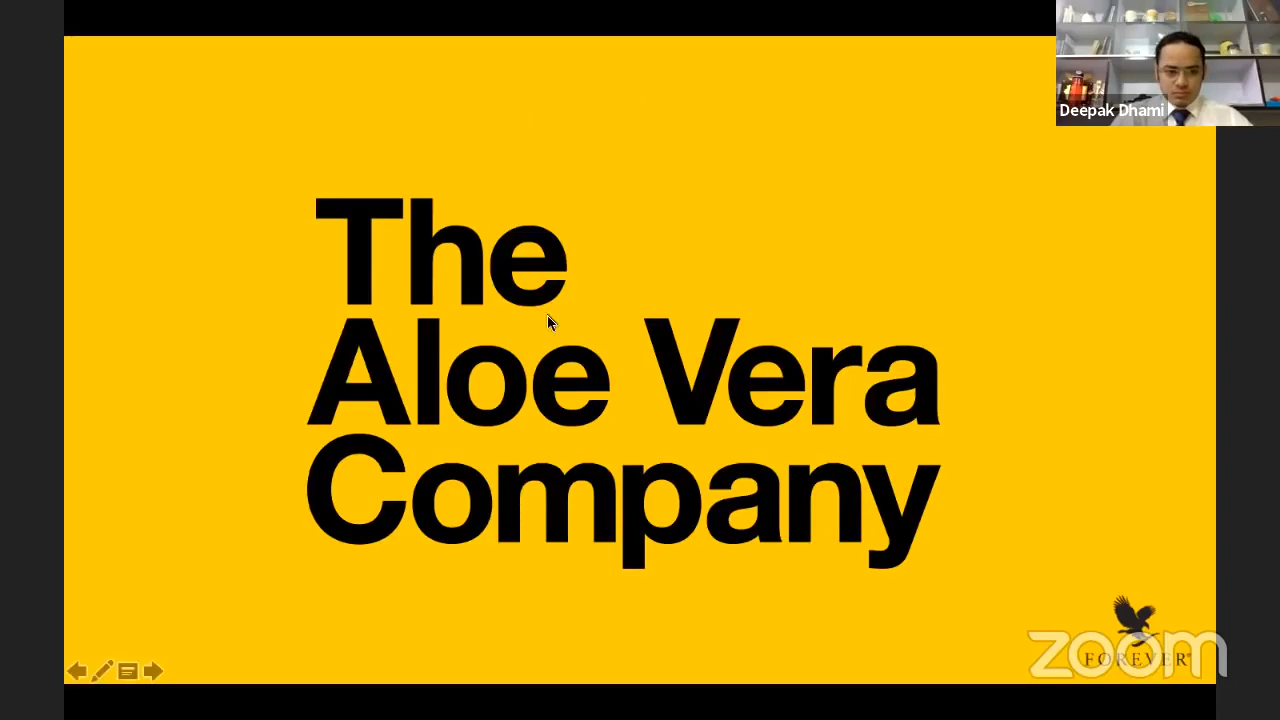 Deepak Dhami
The
Aloe Vera
Company
zoom
FOREVER®